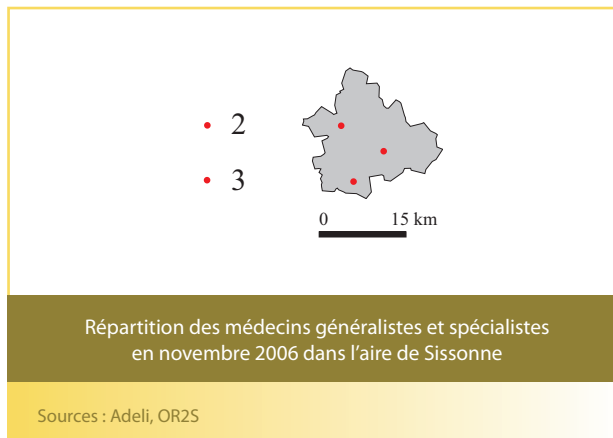 2
3
0 15 km
Répartition des médecins généralistes et spécialistes
en novembre 2006 dans l'aire de Sissonne
Sources : Adeli, OR2S